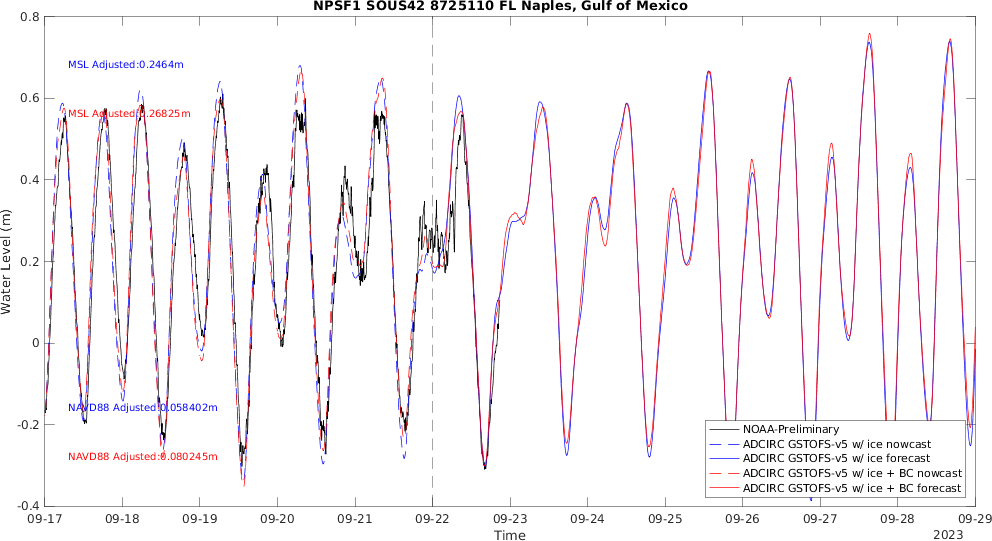 NPSF1 SOUS42 8725110 FL Naples, Gulf of Mexico
0.8
0.6
0.4
0.2
0
-0.2
-0.4
Water Level (m)
MSL Adjusted:0.2464m
MSL Adjusted:0.26825m
NAVD88 Adjusted:0.058402m
NAVD88 Adjusted:0.080245m
NOAA-Preliminary
ADCIRC GSTOFS-v5 w/ ice nowcast
ADCIRC GSTOFS-v5 w/ ice forecast
ADCIRC GSTOFS-v5 w/ ice + BC nowcast
ADCIRC GSTOFS-v5 w/ ice + BC forecast
09-17 09-18 09-19 09-20 09-21 09-22 09-23 09-24 09-25 09-26 09-27 09-28 09-29
Time
2023